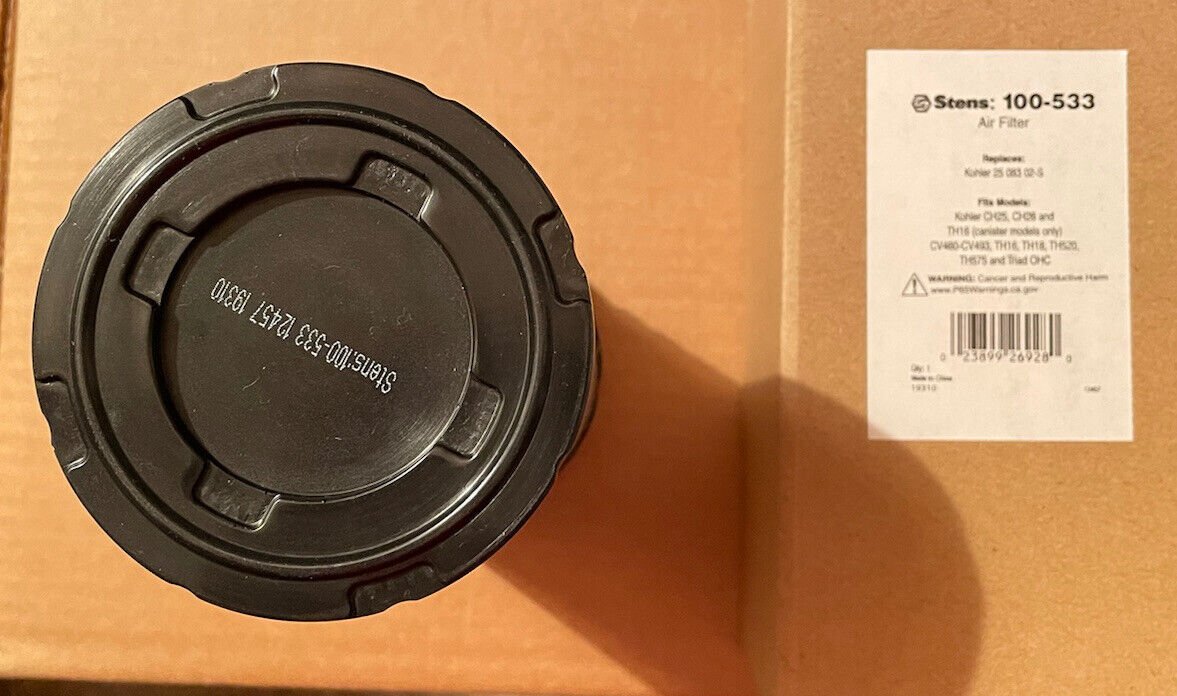 Stens:100-533 12457 19310
Stens: 100-533
Air Filter
Replaces:
Kohler 25 083 02-S
Fits Models:
Kohler CH25, CH26 and
TH16 (canister models only)
CV460-CV493, TH16, TH18, TH520,
TH575 and Triad OHC
WARNING: Cancer and Reproductive Harm
www.P65Warnings.ca.gov
0 23899 26928 0
Qty: 1
Made in China
19310
12457